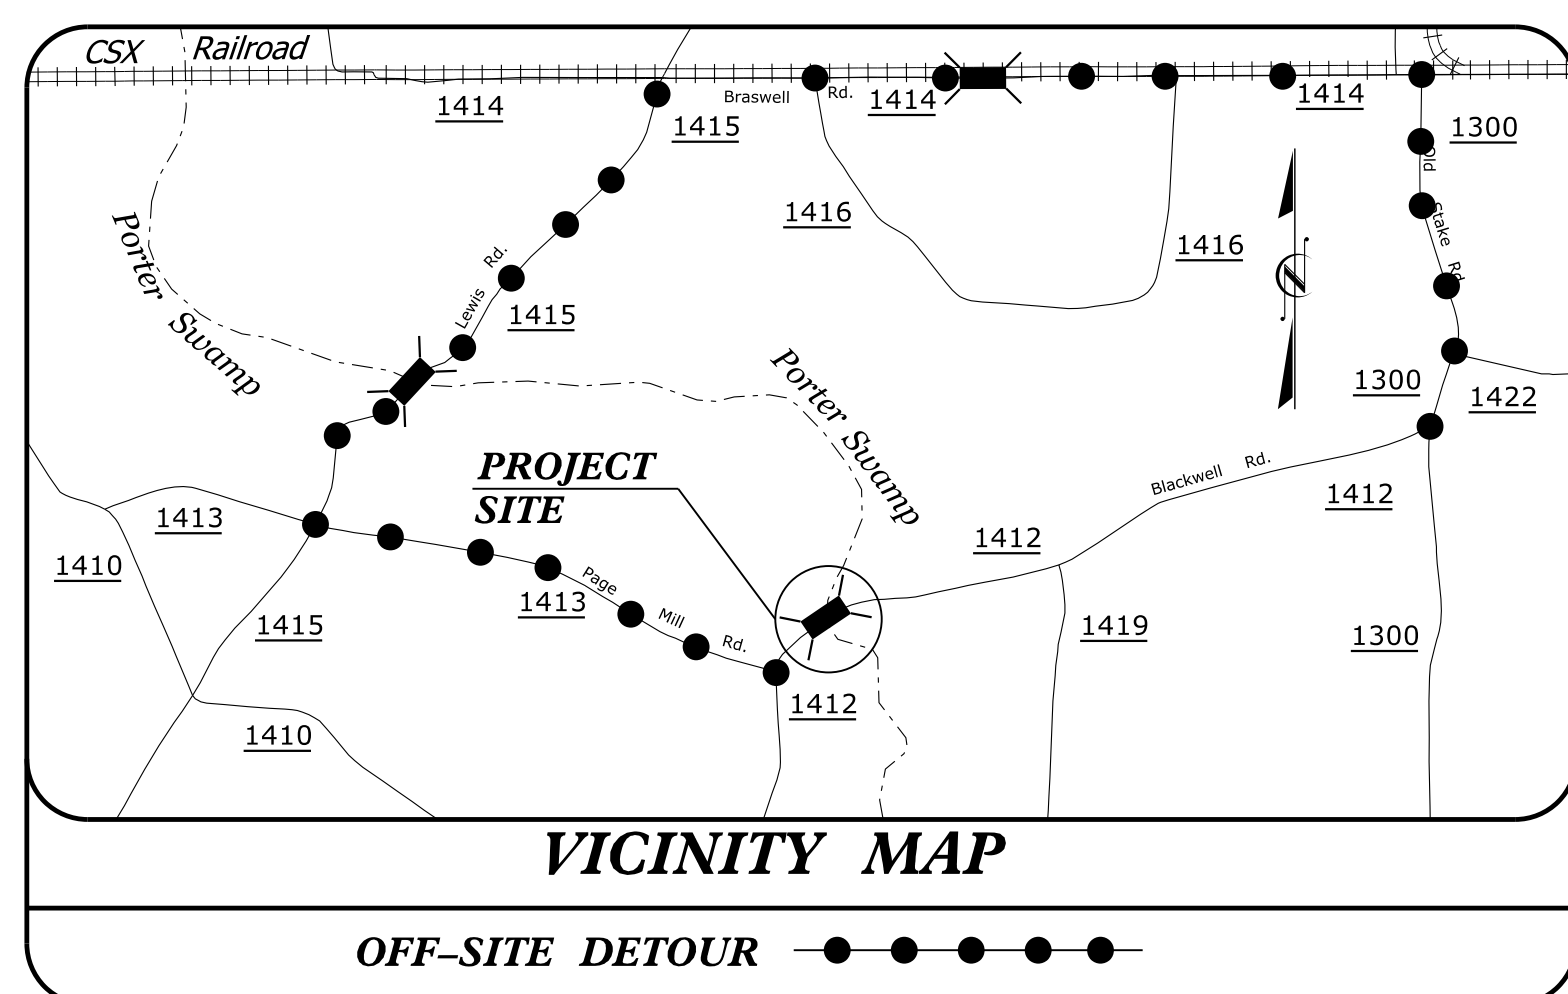 CSX Railroad
1414
1415
Braswell Rd.
1414
1414
1300
Old Stake Rd
Porter Swamp
1416
1416
Lewis Rd.
1415
Porter Swamp
1300
1422
PROJECT
SITE
Blackwell Rd.
1412
1412
1413
1410
Page Mill Rd.
1413
1415
1419
1300
1412
1410
VICINITY MAP
OFF–SITE DETOUR